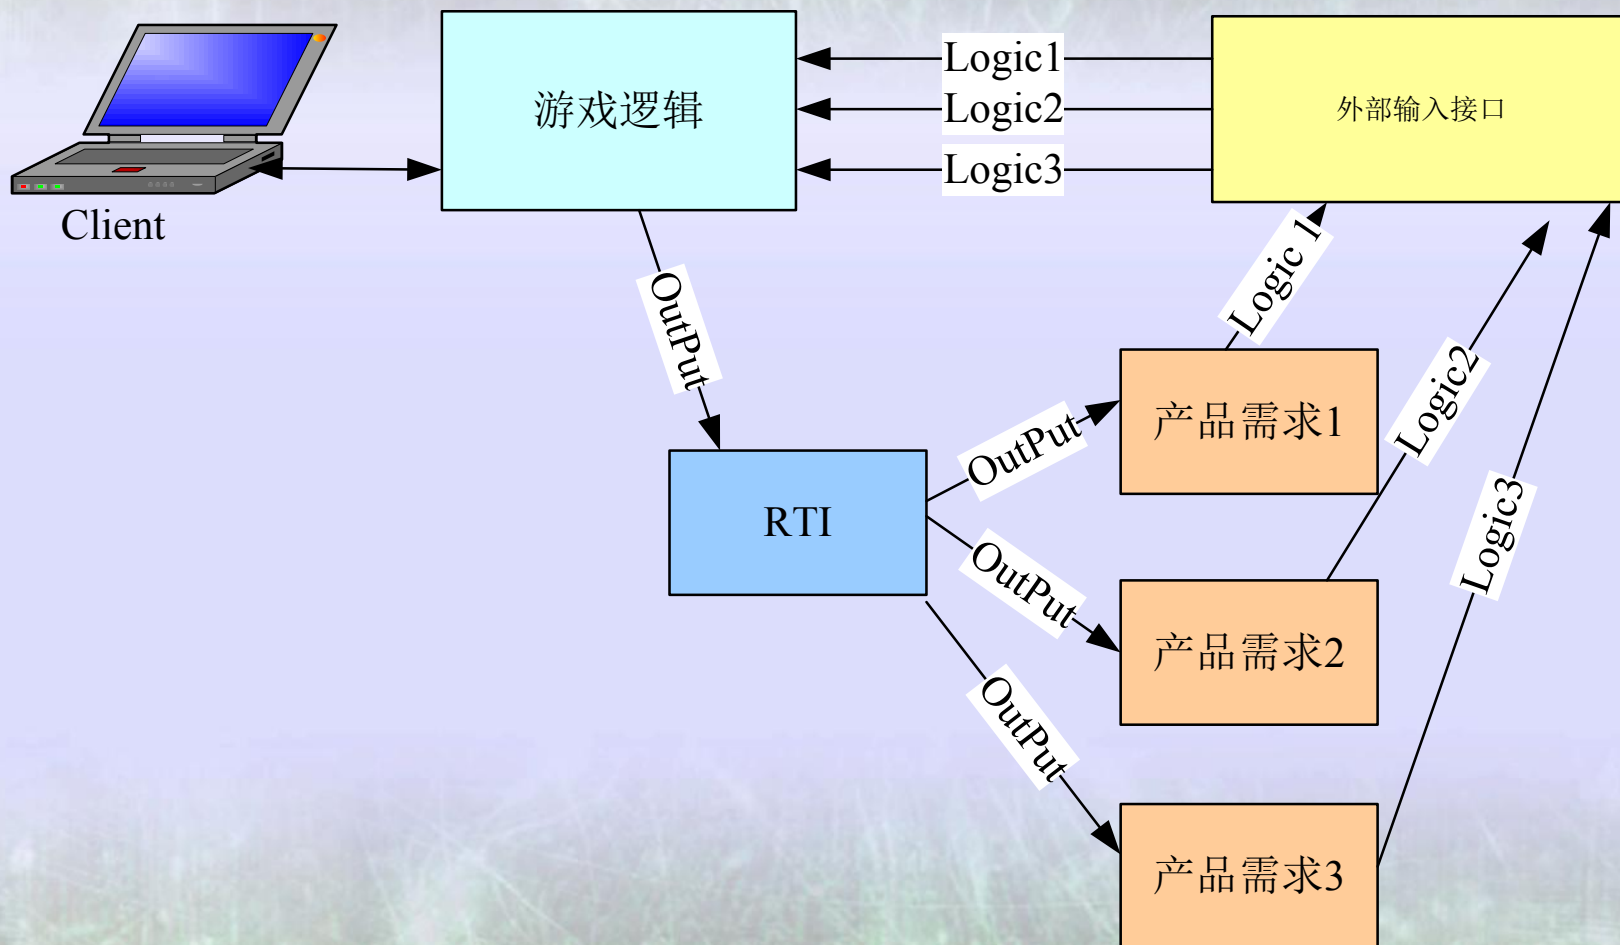 Client
游戏逻辑
Logic1
Logic2
Logic3
外部输入接口
OutPut
RTI
OutPut
OutPut
OutPut
产品需求1
产品需求2
产品需求3
Logic 1
Logic2
Logic3